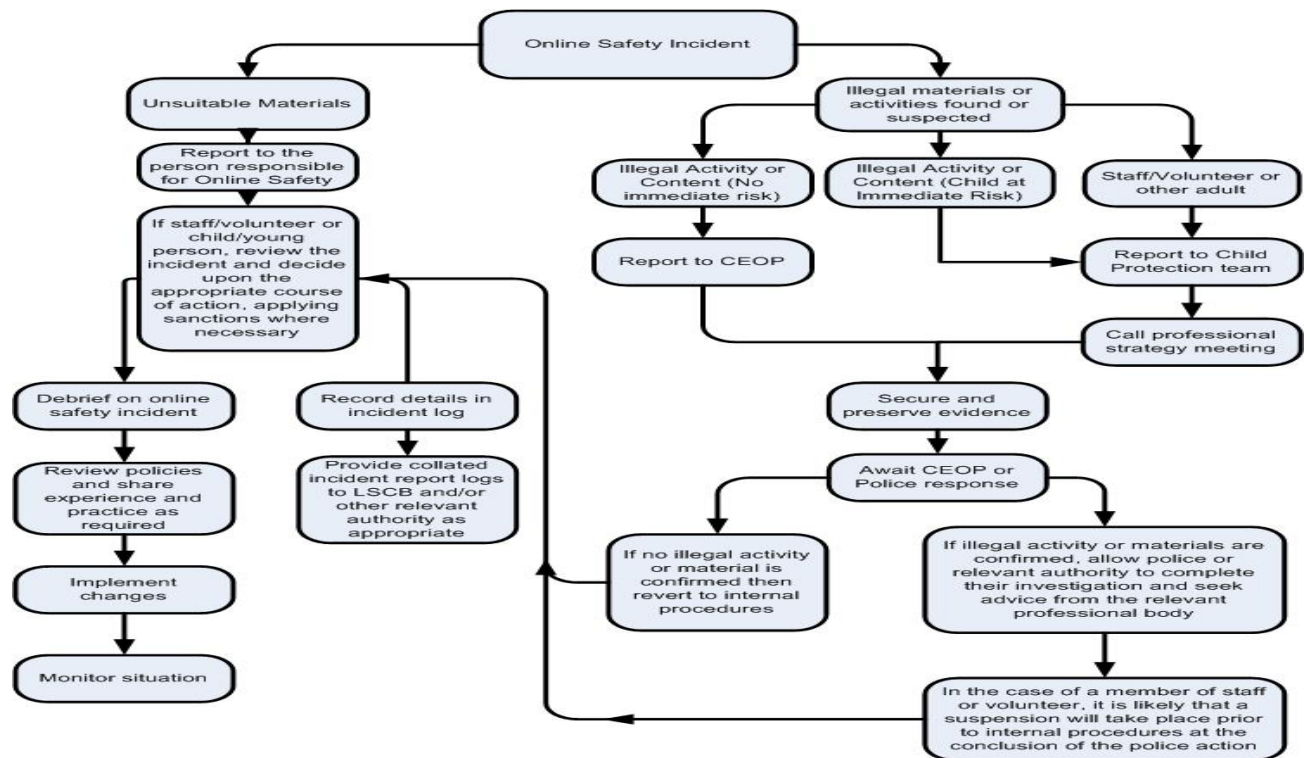 Online Safety Incident
Unsuitable Materials
Report to the
person responsible
for Online Safety
If staff/volunteer or
child/young
person, review the
incident and decide
upon the
appropriate course
of action, applying
sanctions where
necessary
Debrief on online
safety incident
Review policies
and share
experience and
practice as
required
Implement
changes
Monitor situation
Record details in
incident log
Provide collated
incident report logs
to LSCB and/or
other relevant
authority as
appropriate
Illegal materials or
activities found or
suspected
Illegal Activity or
Content (No
immediate risk)
Illegal Activity or
Content (Child at
Immediate Risk)
Staff/Volunteer or
other adult
Report to CEOP
Report to Child
Protection team
Call professional
strategy meeting
Secure and
preserve evidence
Await CEOP or
Police response
If no illegal activity
or material is
confirmed then
revert to internal
procedures
If illegal activity or materials are
confirmed, allow police or
relevant authority to complete
their investigation and seek
advice from the relevant
professional body
In the case of a member of staff
or volunteer, it is likely that a
suspension will take place prior
to internal procedures at the
conclusion of the police action